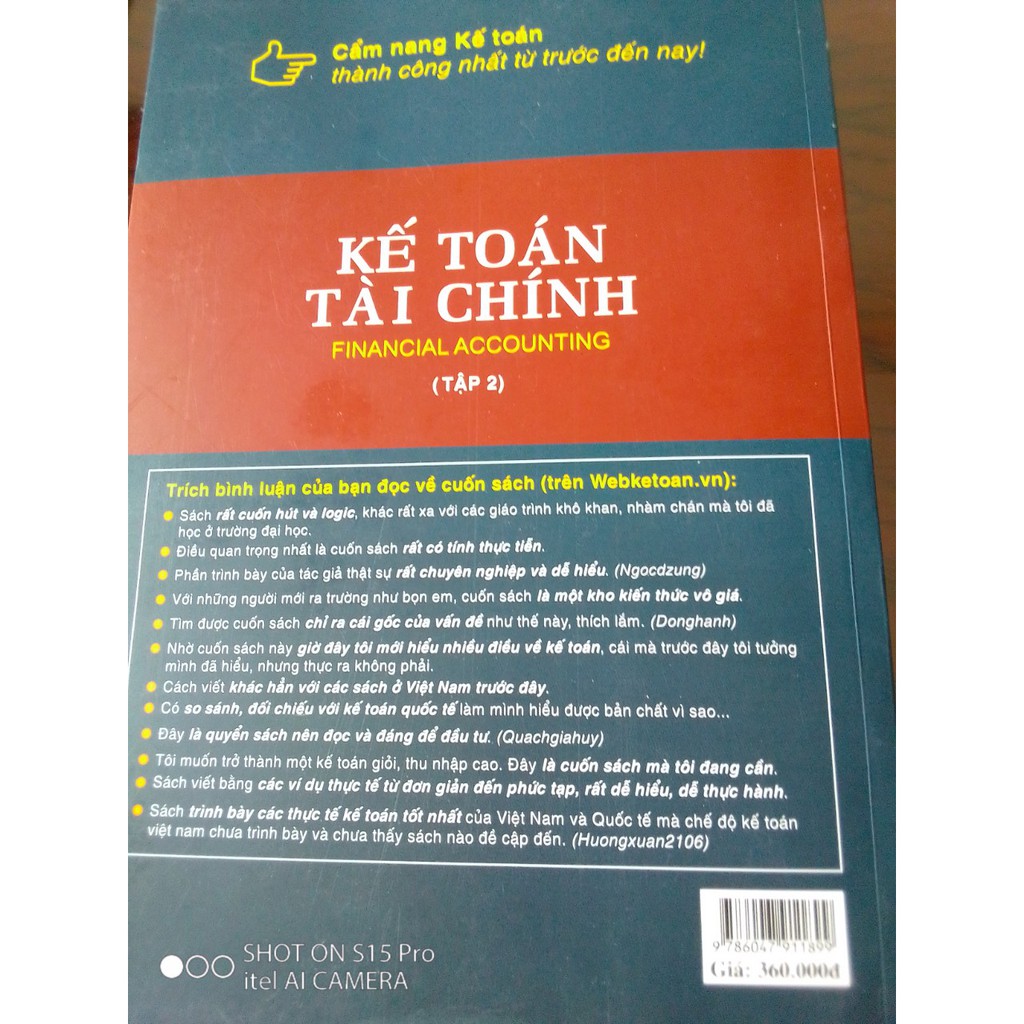 Cẩm nang Kế toán
thành công nhất từ trước đến nay!
KẾ TOÁN
TÀI CHÍNH
FINANCIAL ACCOUNTING
(TẬP 2)
Trích bình luận của bạn đọc về cuốn sách (trên Webketoan.vn):
Sách rất cuốn hút và logic, khác rất xa với các giáo trình khô khan, nhàm chán mà tôi đã
học ở trường đại học.
Điều quan trọng nhất là cuốn sách rất có tính thực tiễn.
Phần trình bày của tác giả thật sự rất chuyên nghiệp và dễ hiểu. (Ngocdzung)
Với những người mới ra trường như bọn em, cuốn sách là một kho kiến thức vô giá.
Tìm được cuốn sách chỉ ra cái gốc của vấn đề như thế này, thích lắm. (Donghanh)
Nhờ cuốn sách này giờ đây tôi mới hiểu nhiều điều về kế toán, cái mà trước đây tôi tưởng
mình đã hiểu, nhưng thực ra không phải.
Cách viết khác hẳn với các sách ở Việt Nam trước đây.
Có so sánh, đối chiếu với kế toán quốc tế làm mình hiểu được bản chất vì sao...
Đây là quyển sách nên đọc và đáng để đầu tư. (Quachgiahuy)
Tôi muốn trở thành một kế toán giỏi, thu nhập cao. Đây là cuốn sách mà tôi đang cần.
Sách viết bằng các ví dụ thực tế từ đơn giản đến phức tạp, rất dễ hiểu, dễ thực hành.
Sách trình bày các thực tế kế toán tốt nhất của Việt Nam và Quốc tế mà chế độ kế toán
việt nam chưa trình bày và chưa thấy sách nào đề cập đến. (Huongxuan2106)
9 786047 911899
Giá: 360.000đ
SHOT ON S15 Pro
itel AI CAMERA